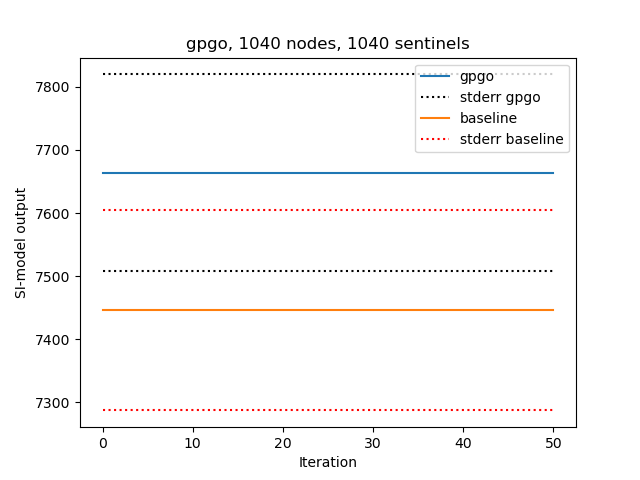 gpgo, 1040 nodes, 1040 sentinels
gpgo
stderr gpgo
baseline
stderr baseline
SI-model output
7800
7700
7600
7500
7400
7300
0 10 20 30 40 50
Iteration